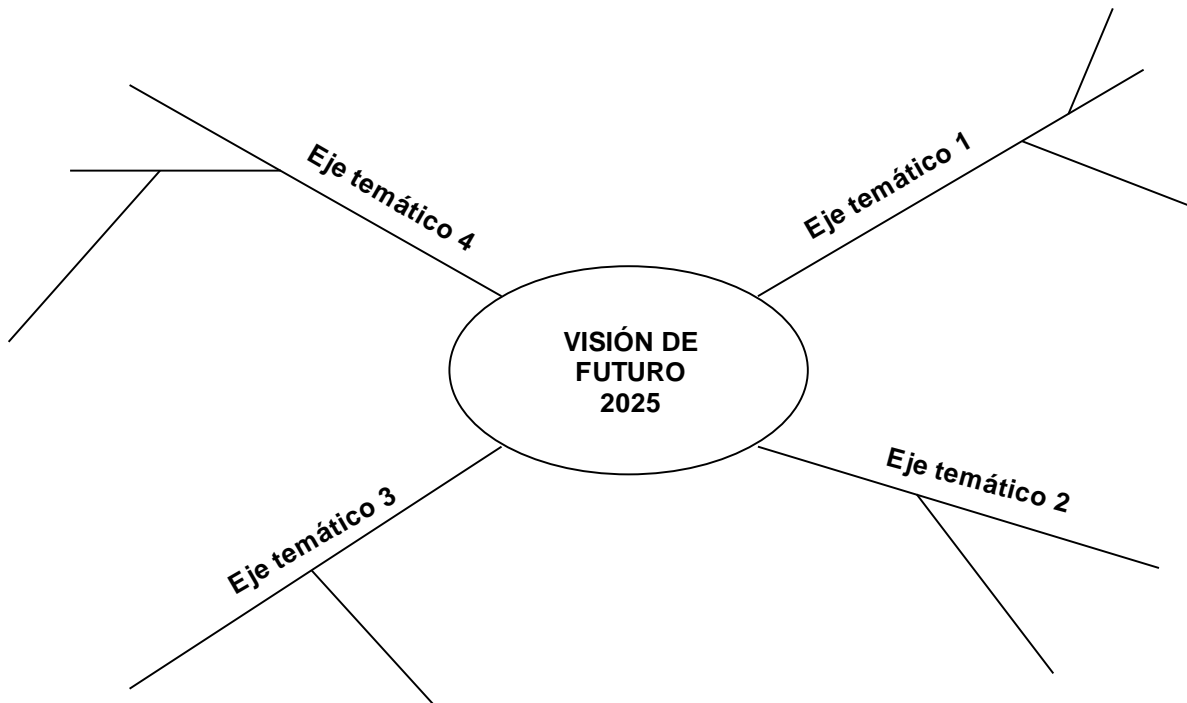 Eje temático 4
Eje temático 1
VISIÓN DE
FUTURO
2025
Eje temático 3
Eje temático 2